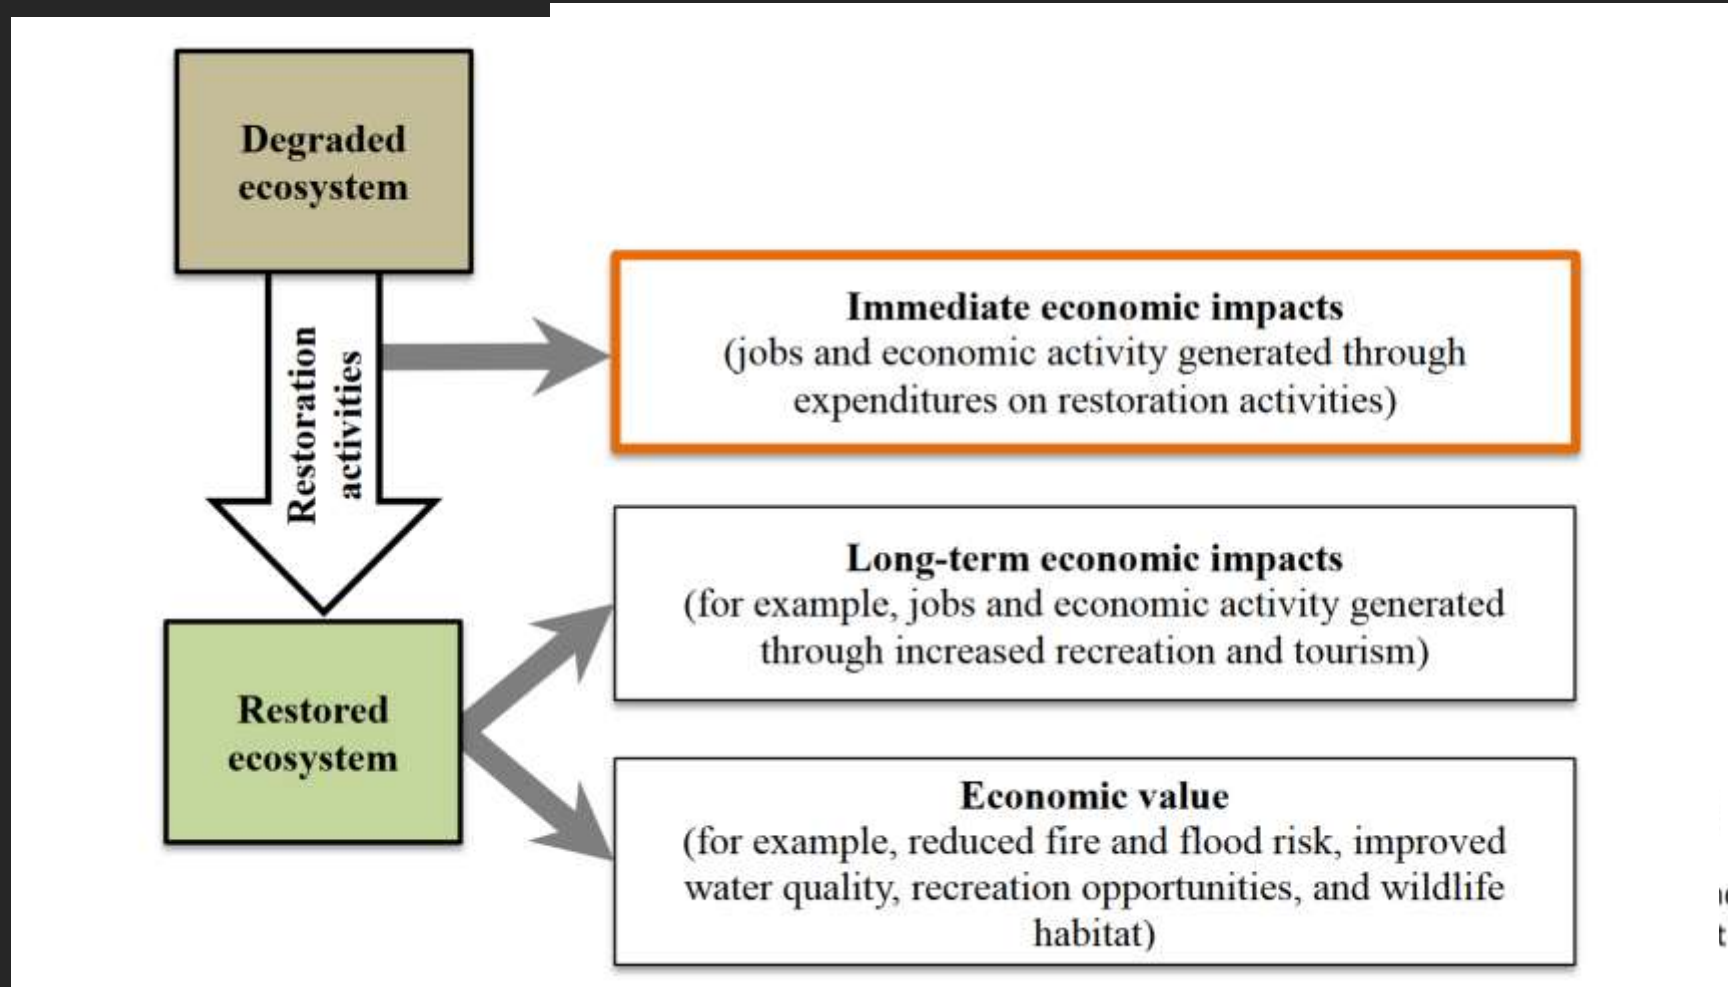 Degraded
ecosystem
Restoration
activities
Immediate economic impacts
(jobs and economic activity generated through
expenditures on restoration activities)
Long-term economic impacts
(for example, jobs and economic activity generated
through increased recreation and tourism)
Restored
ecosystem
Economic value
(for example, reduced fire and flood risk, improved
water quality, recreation opportunities, and wildlife
habitat)